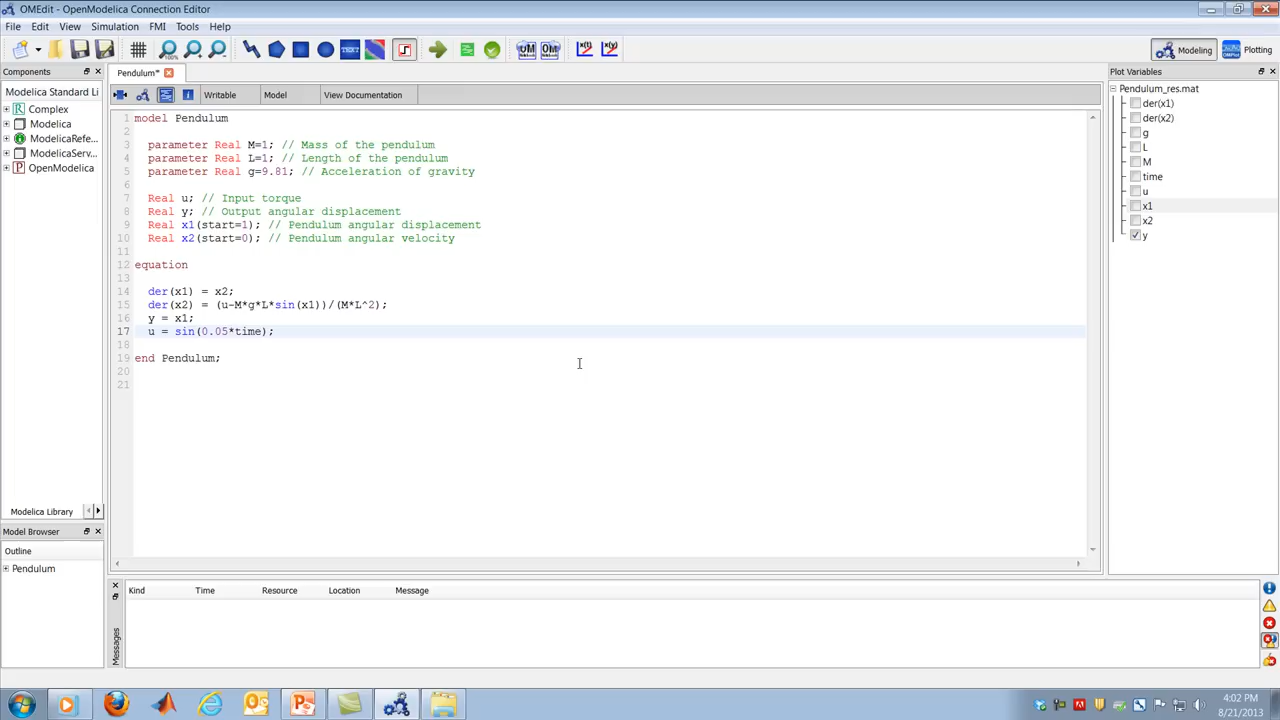 OMEdit - OpenModelica Connection Editor
File Edit View Simulation FMI Tools Help
100% TEXT OM OM x(t) x(y) Modeling Plotting
Components
Pendulum*
Plot Variables
Modelica Standard Li
Writable Model View Documentation
Pendulum_res.mat
Complex
Modelica
ModelicaRefe...
ModelicaServ...
OpenModelica
der(x1)
der(x2)
g
L
M
time
u
x1
x2
y
1 model Pendulum
2
3 parameter Real M=1; // Mass of the pendulum
4 parameter Real L=1; // Length of the pendulum
5 parameter Real g=9.81; // Acceleration of gravity
6
7 Real u; // Input torque
8 Real y; // Output angular displacement
9 Real x1(start=1); // Pendulum angular displacement
10 Real x2(start=0); // Pendulum angular velocity
11
12 equation
13
14 der(x1) = x2;
15 der(x2) = (u-M*g*L*sin(x1))/(M*L^2);
16 y = x1;
17 u = sin(0.05*time);
18
19 end Pendulum;
20
21
Modelica Library
Model Browser
Outline
Pendulum
Messages
Kind Time Resource Location Message
4:02 PM
8/21/2013